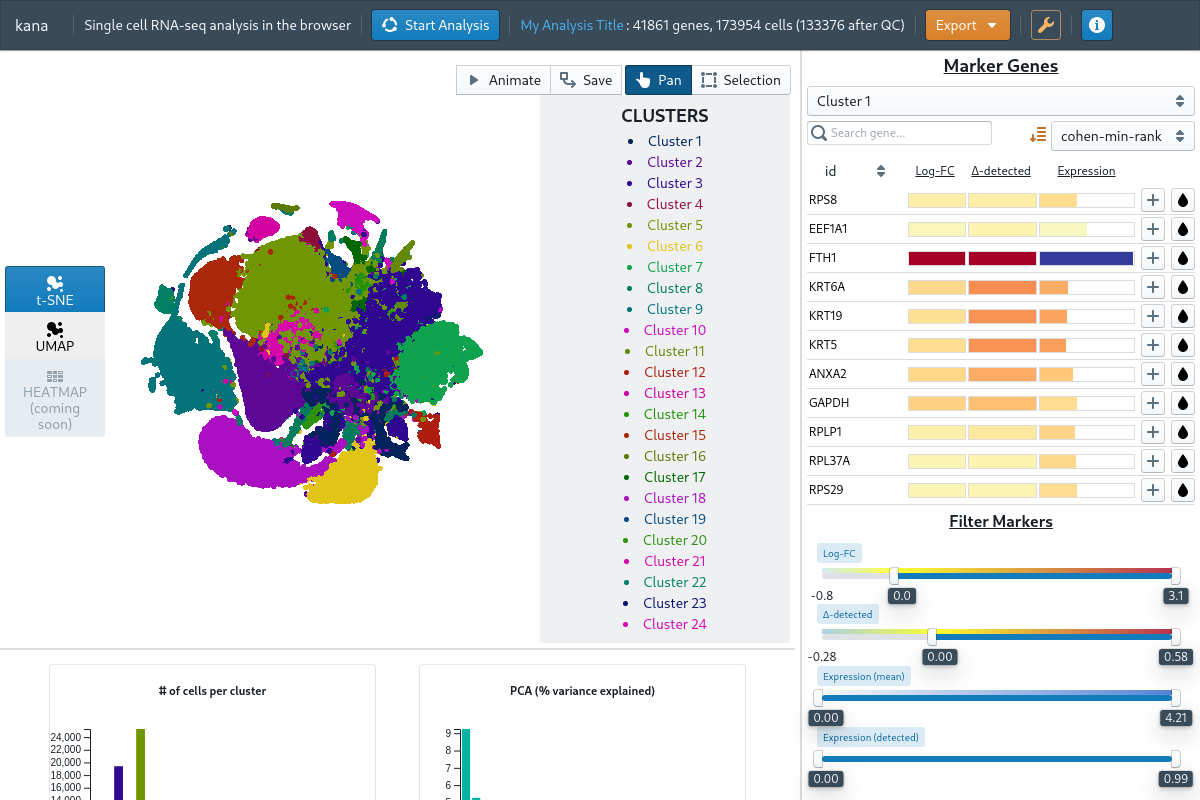 kana
Single cell RNA-seq analysis in the browser
Start Analysis
My Analysis Title : 41861 genes, 173954 cells (133376 after QC)
Export
Animate
Save
Pan
Selection
t-SNE
UMAP
HEATMAP
(coming
soon)
CLUSTERS
Cluster 1
Cluster 2
Cluster 3
Cluster 4
Cluster 5
Cluster 6
Cluster 7
Cluster 8
Cluster 9
Cluster 10
Cluster 11
Cluster 12
Cluster 13
Cluster 14
Cluster 15
Cluster 16
Cluster 17
Cluster 18
Cluster 19
Cluster 20
Cluster 21
Cluster 22
Cluster 23
Cluster 24
Marker Genes
Cluster 1
Search gene...
cohen-min-rank
id
Log-FC
Δ-detected
Expression
RPS8
EEF1A1
FTH1
KRT6A
KRT19
KRT5
ANXA2
GAPDH
RPLP1
RPL37A
RPS29
Filter Markers
Log-FC
-0.8
0.0
3.1
Δ-detected
-0.28
0.00
0.58
Expression (mean)
0.00
4.21
Expression (detected)
0.00
0.99
# of cells per cluster
24,000
22,000
20,000
18,000
16,000
14,000
PCA (% variance explained)
9
8
7
6